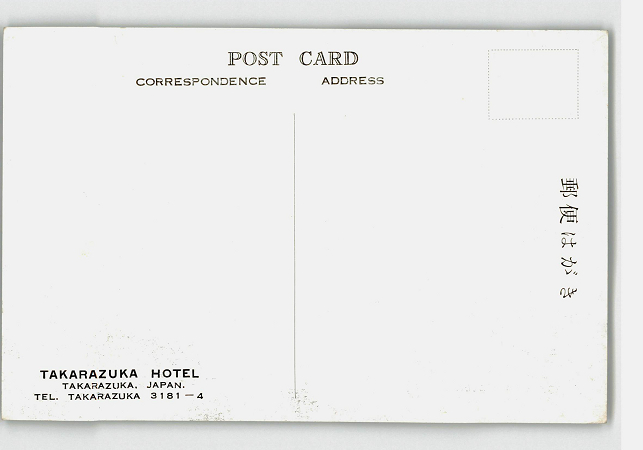 POST CARD
CORRESPONDENCE ADDRESS
郵便はがき
TAKARAZUKA HOTEL
TAKARAZUKA, JAPAN.
TEL. TAKARAZUKA 3181-4